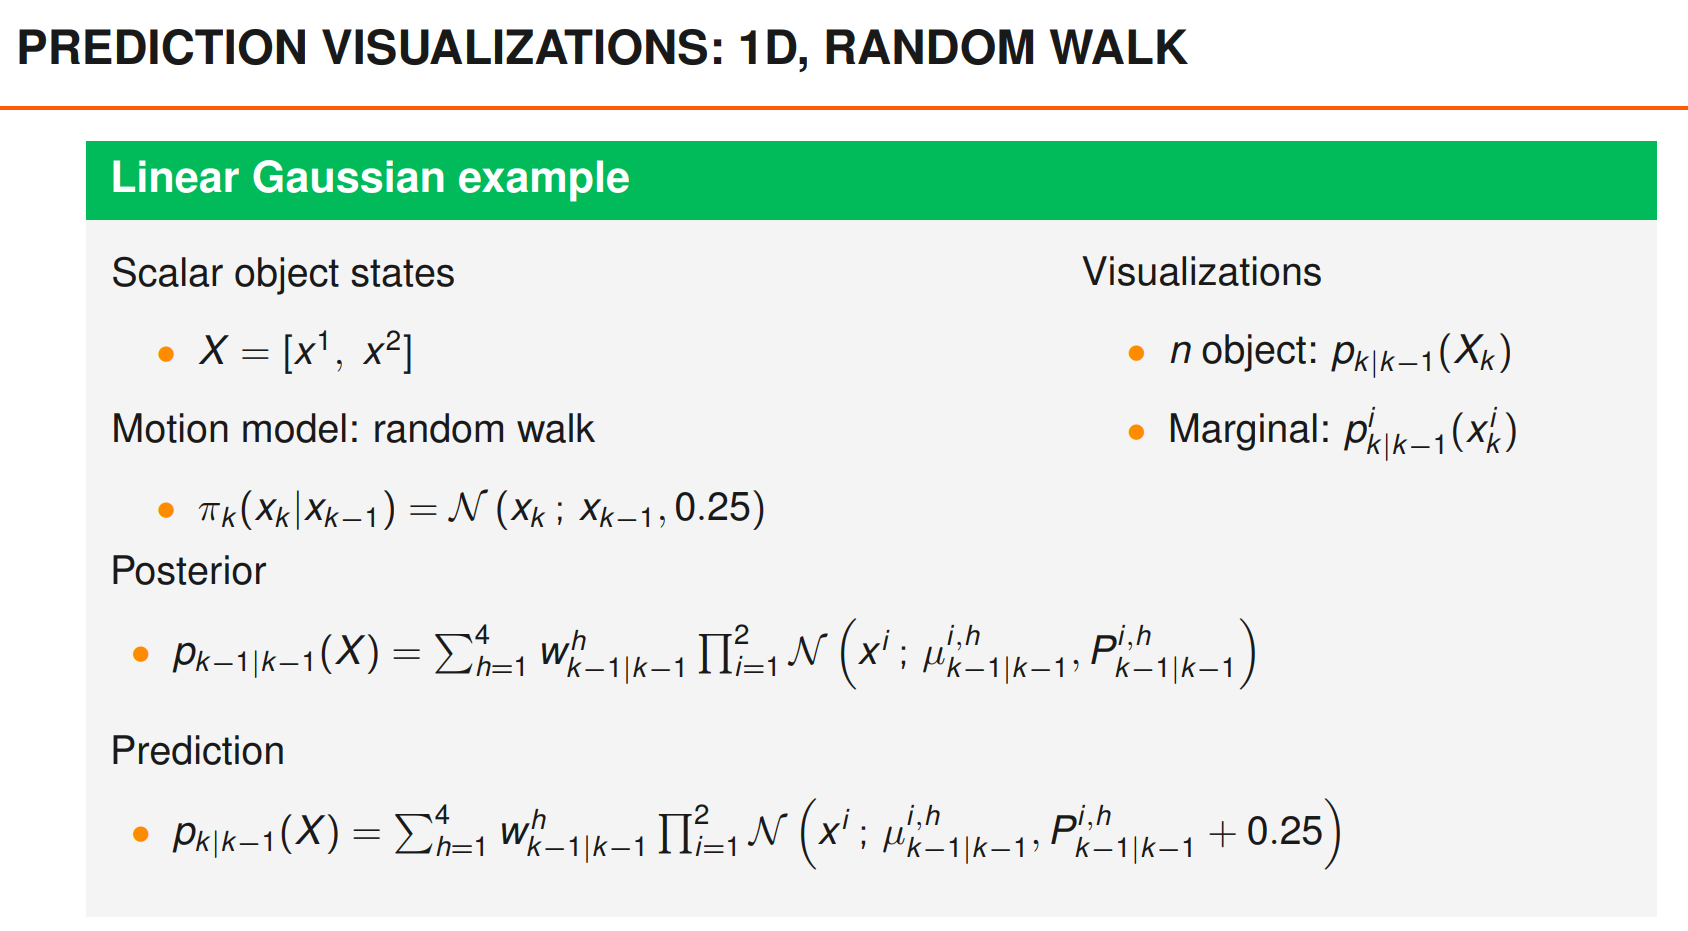 PREDICTION VISUALIZATIONS: 1D, RANDOM WALK
Linear Gaussian example
Scalar object states
• $X = [x^1, \ x^2]$
Motion model: random walk
• $\pi_k(x_k|x_{k-1}) = \mathcal{N}(x_k \, ; \, x_{k-1}, 0.25)$
Posterior
• $p_{k-1|k-1}(X) = \sum_{h=1}^{4} w_{k-1|k-1}^{h} \prod_{i=1}^{2} \mathcal{N}\left(x^i \, ; \, \mu_{k-1|k-1}^{i,h}, P_{k-1|k-1}^{i,h}\right)$
Prediction
• $p_{k|k-1}(X) = \sum_{h=1}^{4} w_{k-1|k-1}^{h} \prod_{i=1}^{2} \mathcal{N}\left(x^i \, ; \, \mu_{k-1|k-1}^{i,h}, P_{k-1|k-1}^{i,h} + 0.25\right)$
Visualizations
• $n$ object: $p_{k|k-1}(X_k)$
• Marginal: $p_{k|k-1}^{i}(x_k^i)$